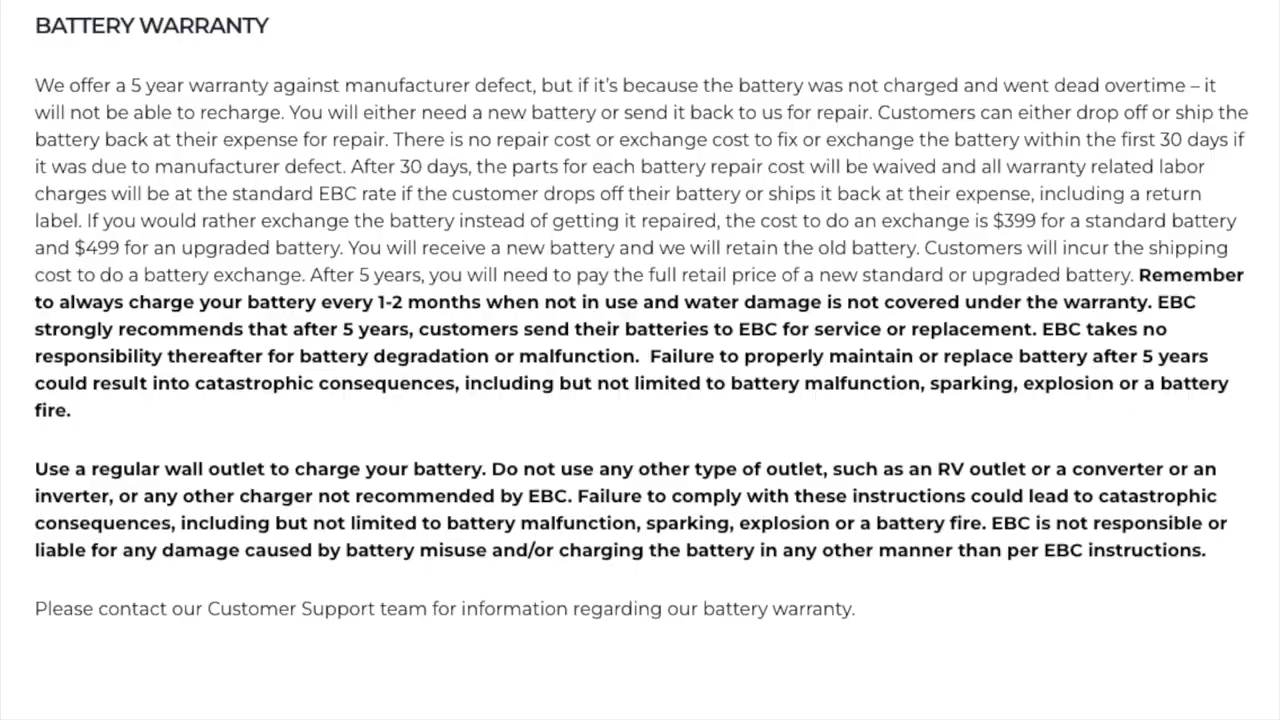 BATTERY WARRANTY
We offer a 5 year warranty against manufacturer defect, but if it’s because the battery was not charged and went dead overtime – it
will not be able to recharge. You will either need a new battery or send it back to us for repair. Customers can either drop off or ship the
battery back at their expense for repair. There is no repair cost or exchange cost to fix or exchange the battery within the first 30 days if
it was due to manufacturer defect. After 30 days, the parts for each battery repair cost will be waived and all warranty related labor
charges will be at the standard EBC rate if the customer drops off their battery or ships it back at their expense, including a return
label. If you would rather exchange the battery instead of getting it repaired, the cost to do an exchange is $399 for a standard battery
and $499 for an upgraded battery. You will receive a new battery and we will retain the old battery. Customers will incur the shipping
cost to do a battery exchange. After 5 years, you will need to pay the full retail price of a new standard or upgraded battery. Remember
to always charge your battery every 1-2 months when not in use and water damage is not covered under the warranty. EBC
strongly recommends that after 5 years, customers send their batteries to EBC for service or replacement. EBC takes no
responsibility thereafter for battery degradation or malfunction.  Failure to properly maintain or replace battery after 5 years
could result into catastrophic consequences, including but not limited to battery malfunction, sparking, explosion or a battery
fire.
Use a regular wall outlet to charge your battery. Do not use any other type of outlet, such as an RV outlet or a converter or an
inverter, or any other charger not recommended by EBC. Failure to comply with these instructions could lead to catastrophic
consequences, including but not limited to battery malfunction, sparking, explosion or a battery fire. EBC is not responsible or
liable for any damage caused by battery misuse and/or charging the battery in any other manner than per EBC instructions.
Please contact our Customer Support team for information regarding our battery warranty.